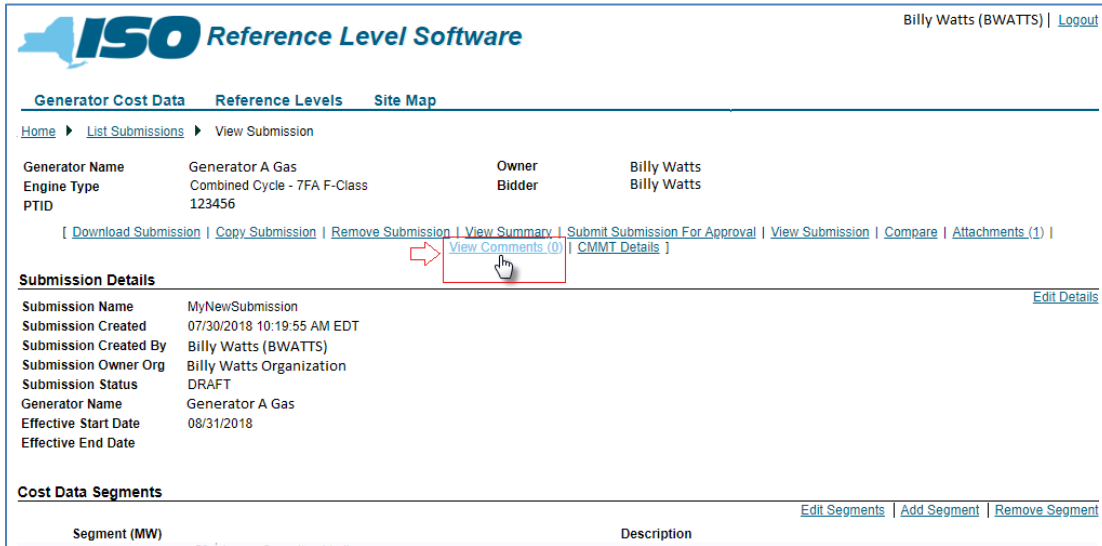 ISO Reference Level Software
Billy Watts (BWATTS) | Logout
Generator Cost Data Reference Levels Site Map
Home List Submissions View Submission
Generator Name Generator A Gas Owner Billy Watts
Engine Type Combined Cycle - 7FA F-Class Bidder Billy Watts
PTID 123456
[ Download Submission | Copy Submission | Remove Submission | View Summary | Submit Submission For Approval | View Submission | Compare | Attachments (1) |
View Comments (0) | CMMT Details ]
Submission Details
Edit Details
Submission Name MyNewSubmission
Submission Created 07/30/2018 10:19:55 AM EDT
Submission Created By Billy Watts (BWATTS)
Submission Owner Org Billy Watts Organization
Submission Status DRAFT
Generator Name Generator A Gas
Effective Start Date 08/31/2018
Effective End Date
Cost Data Segments
Edit Segments | Add Segment | Remove Segment
Segment (MW) Description